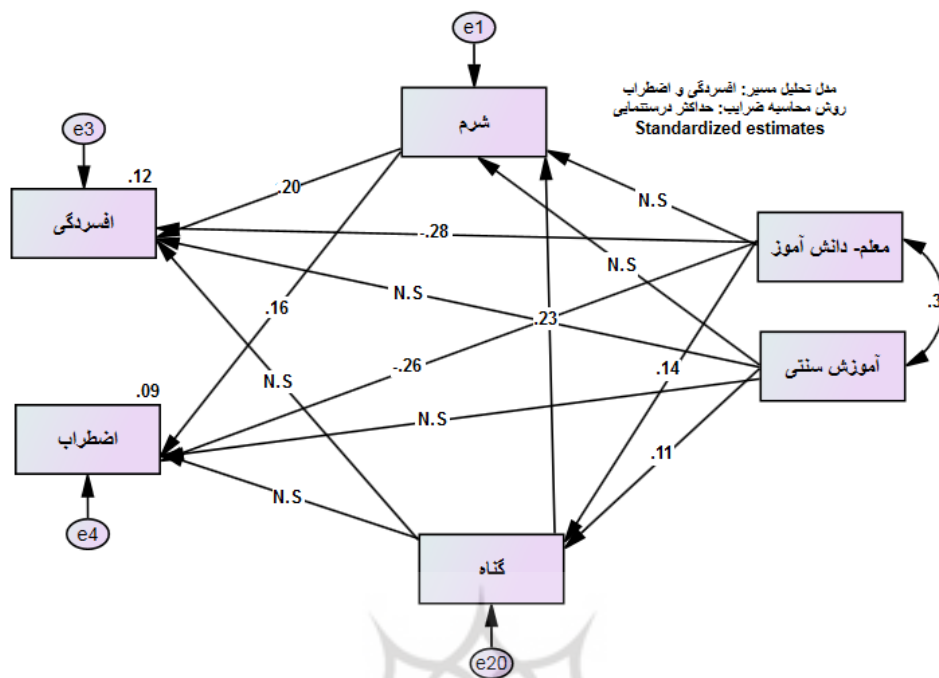 e1
مدل تحلیل مسیر: افسردگی و اضطراب
روش محاسبه ضرایب: حداکثر درستنمایی
Standardized estimates
شرم
e3
.12
افسردگی
.20
N.S
معلم- دانش آموز
-.28
N.S
N.S
.3
.16
.23
آموزش سنتی
-.26
.14
N.S
.09
اضطراب
N.S
.11
N.S
e4
گناه
e20